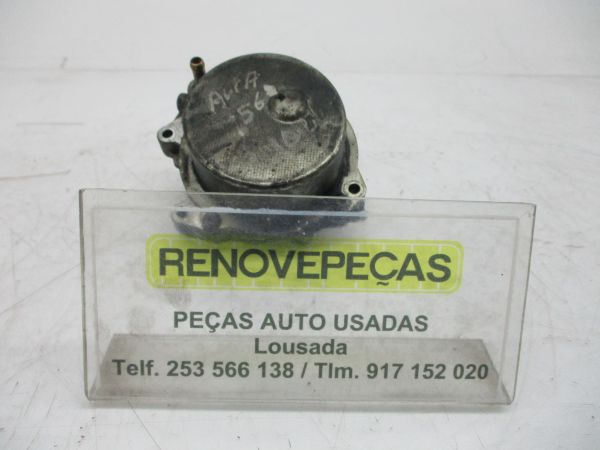 ALFA
156
RENOVEPEÇAS
PEÇAS AUTO USADAS
Lousada
Telf. 253 566 138 / Tlm. 917 152 020